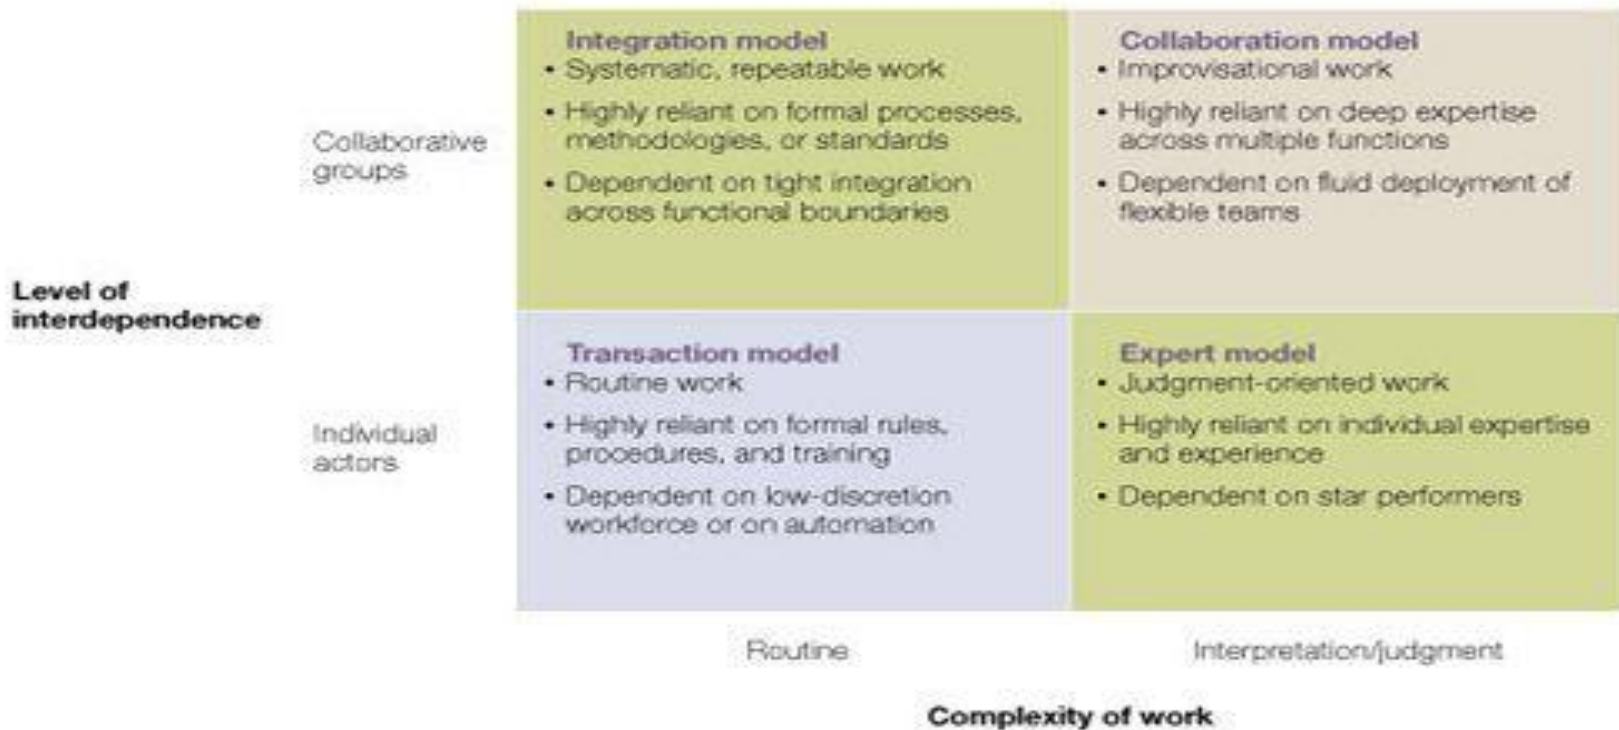 Integration model
• Systematic, repeatable work
• Highly reliant on formal processes,
methodologies, or standards
• Dependent on tight integration
across functional boundaries
Collaboration model
• Improvisational work
• Highly reliant on deep expertise
across multiple functions
• Dependent on fluid deployment of
flexible teams
Collaborative
groups
Level of
interdependence
Transaction model
• Routine work
• Highly reliant on formal rules,
procedures, and training
• Dependent on low-discretion
workforce or on automation
Expert model
• Judgment-oriented work
• Highly reliant on individual expertise
and experience
• Dependent on star performers
Individual
actors
Routine
Interpretation/judgment
Complexity of work